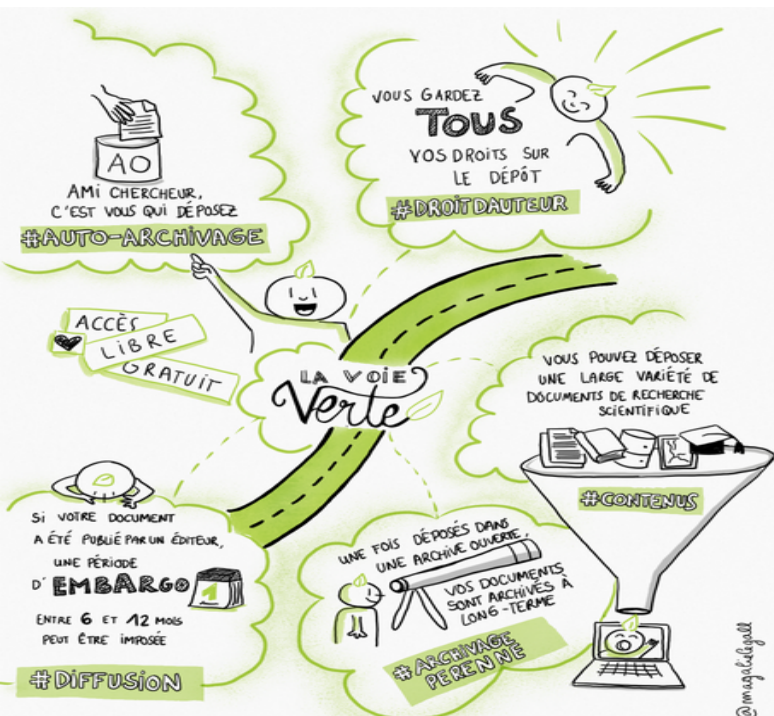 AO
AMI CHERCHEUR,
C'EST VOUS QUI DÉPOSEZ
#AUTO-ARCHIVAGE
VOUS GARDEZ
TOUS
VOS DROITS SUR
LE DÉPÔT
#DROITDAUTEUR
ACCÈS
LIBRE
GRATUIT
LA VOIE
Verte
VOUS POUVEZ DÉPOSER
UNE LARGE VARIÉTÉ DE
DOCUMENTS DE RECHERCHE
SCIENTIFIQUE
#CONTENUS
SI VOTRE DOCUMENT
A ÉTÉ PUBLIÉ PAR UN ÉDITEUR,
UNE PÉRIODE
D'EMBARGO
1
ENTRE 6 ET 12 MOIS
PEUT ÊTRE IMPOSÉE
#DIFFUSION
UNE FOIS DÉPOSÉS DANS
UNE ARCHIVE OUVERTE,
VOS DOCUMENTS
SONT ARCHIVÉS À
LONG-TERME
#ARCHIVAGE
PERENNE
@magalielegall